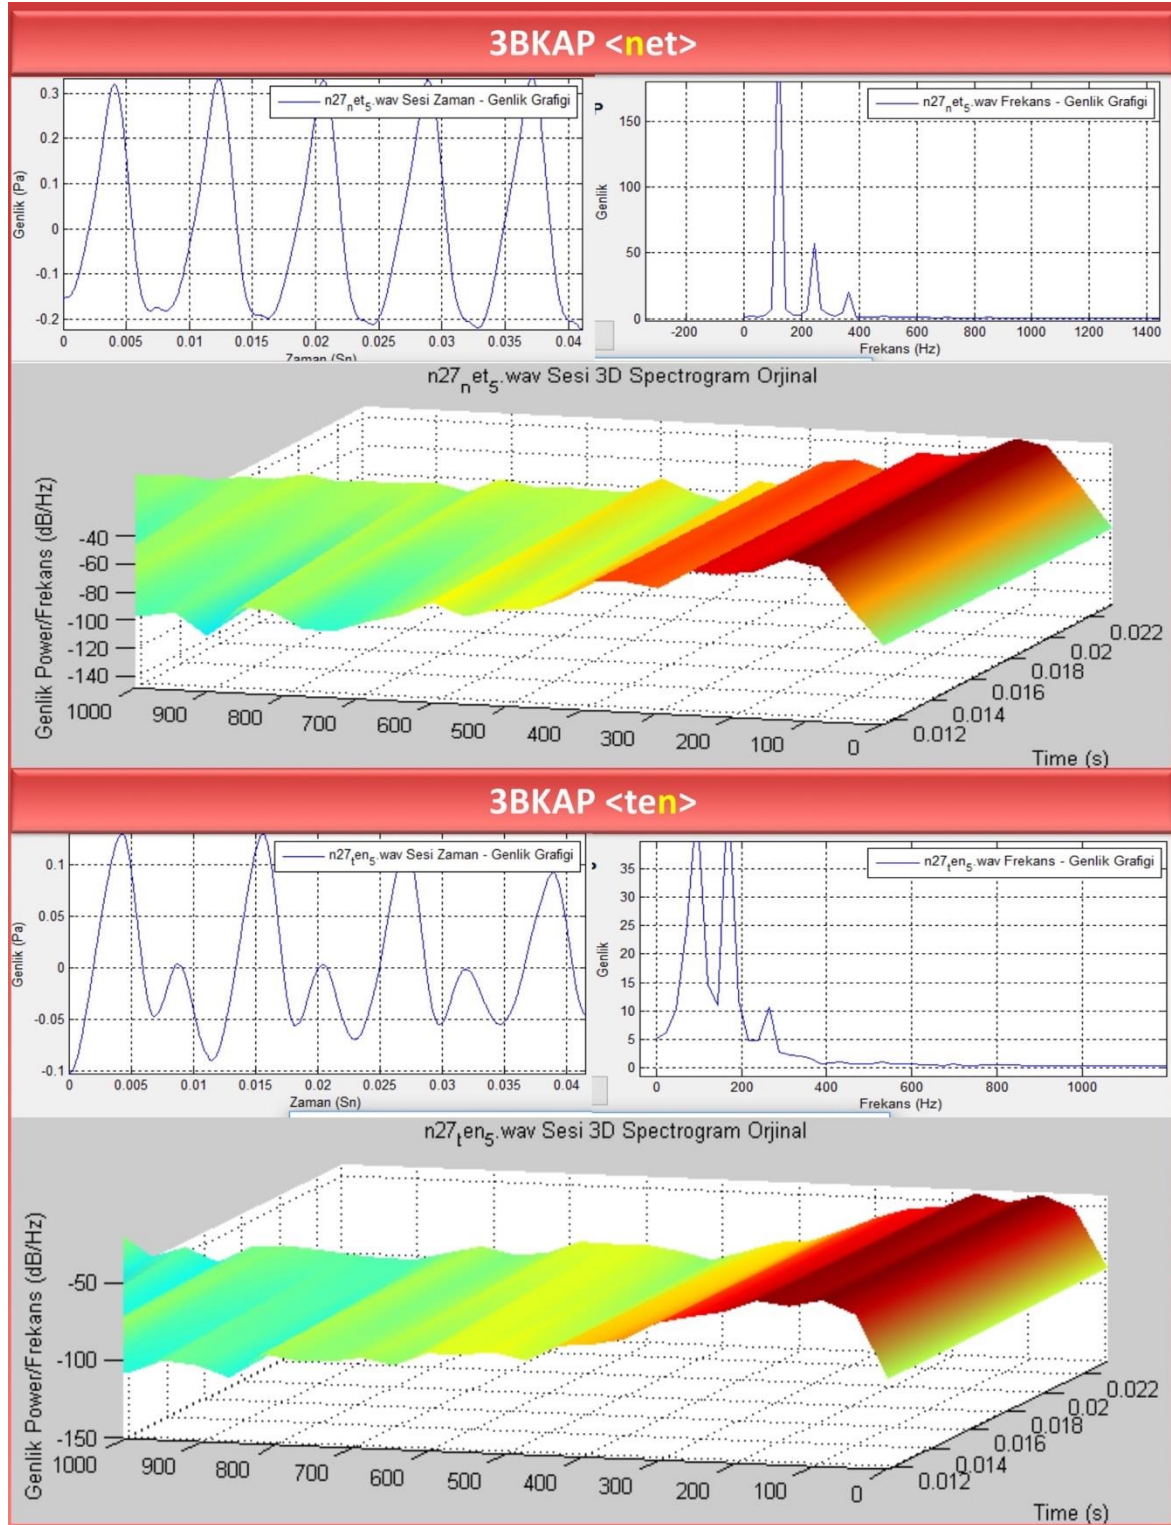 3BKAP <net>
n27net5.wav Sesi Zaman - Genlik Grafigi
0.3
0.2
0.1
0
-0.1
-0.2
Genlik (Pa)
0 0.005 0.01 0.015 0.02 0.025 0.03 0.035 0.04
Zaman (Sn)
n27net5.wav Frekans - Genlik Grafigi
150
100
50
0
Genlik
-200 0 200 400 600 800 1000 1200 1400
Frekans (Hz)
n27net5.wav Sesi 3D Spectrogram Orjinal
Genlik Power/Frekans (dB/Hz)
-40
-60
-80
-100
-120
-140
1000 900 800 700 600 500 400 300 200 100 0
0.012 0.014 0.016 0.018 0.02 0.022
Time (s)
3BKAP <ten>
n27ten5.wav Sesi Zaman - Genlik Grafigi
0.1
0.05
0
-0.05
-0.1
Genlik (Pa)
0 0.005 0.01 0.015 0.02 0.025 0.03 0.035 0.04
Zaman (Sn)
n27ten5.wav Frekans - Genlik Grafigi
35
30
25
20
15
10
5
0
Genlik
0 200 400 600 800 1000
Frekans (Hz)
n27ten5.wav Sesi 3D Spectrogram Orjinal
Genlik Power/Frekans (dB/Hz)
-50
-100
-150
1000 900 800 700 600 500 400 300 200 100 0
0.012 0.014 0.016 0.018 0.02 0.022
Time (s)